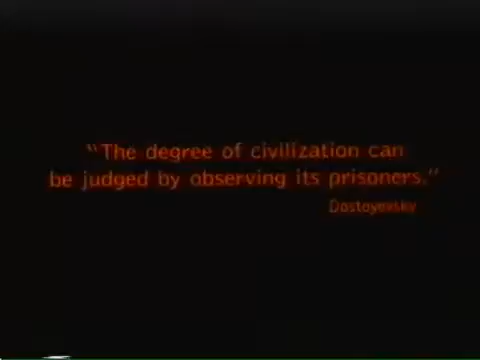 "The degree of civilization can
be judged by observing its prisoners."
Dostoyevsky